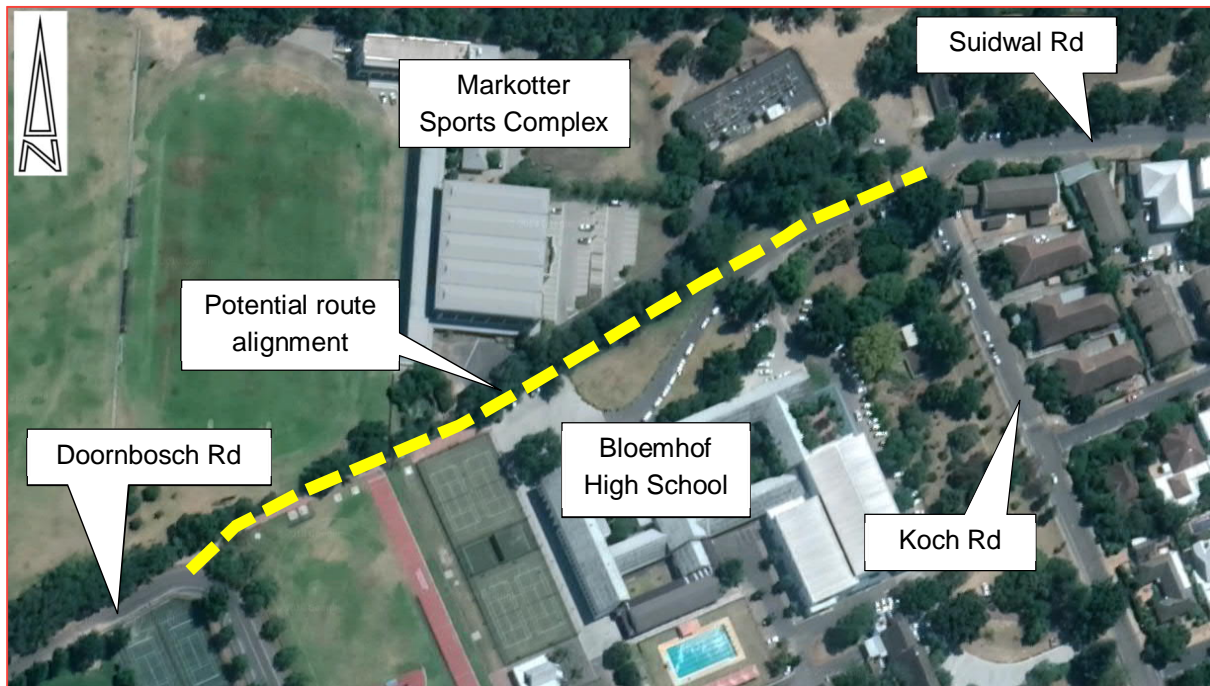 N
Suidwal Rd
Markotter
Sports Complex
Potential route
alignment
Doornbosch Rd
Bloemhof
High School
Koch Rd